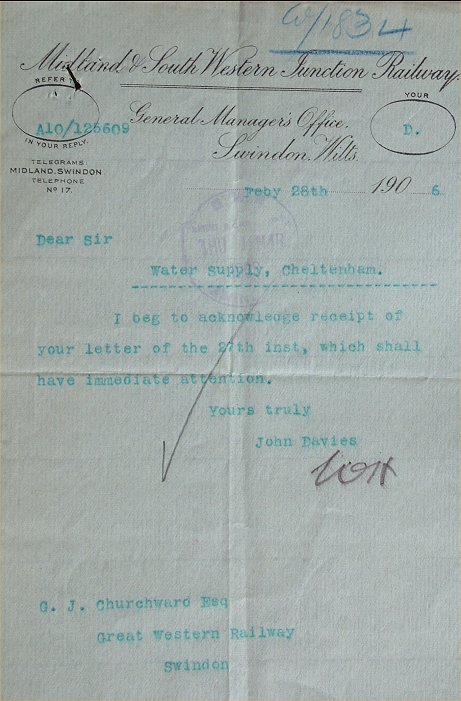 W/1834
Midland & South Western Junction Railway.
REFER TO
A10/125609
IN YOUR REPLY.
General Manager's Office,
Swindon, Wilts.
YOUR
D.
TELEGRAMS
MIDLAND, SWINDON
TELEPHONE
No 17.
Feby 28th 190 6
Dear Sir
Water Supply, Cheltenham.
I beg to acknowledge receipt of
your letter of the 27th inst, which shall
have immediate attention.
Yours truly
John Davies
G. J. Churchward Esq
Great Western Railway
Swindon